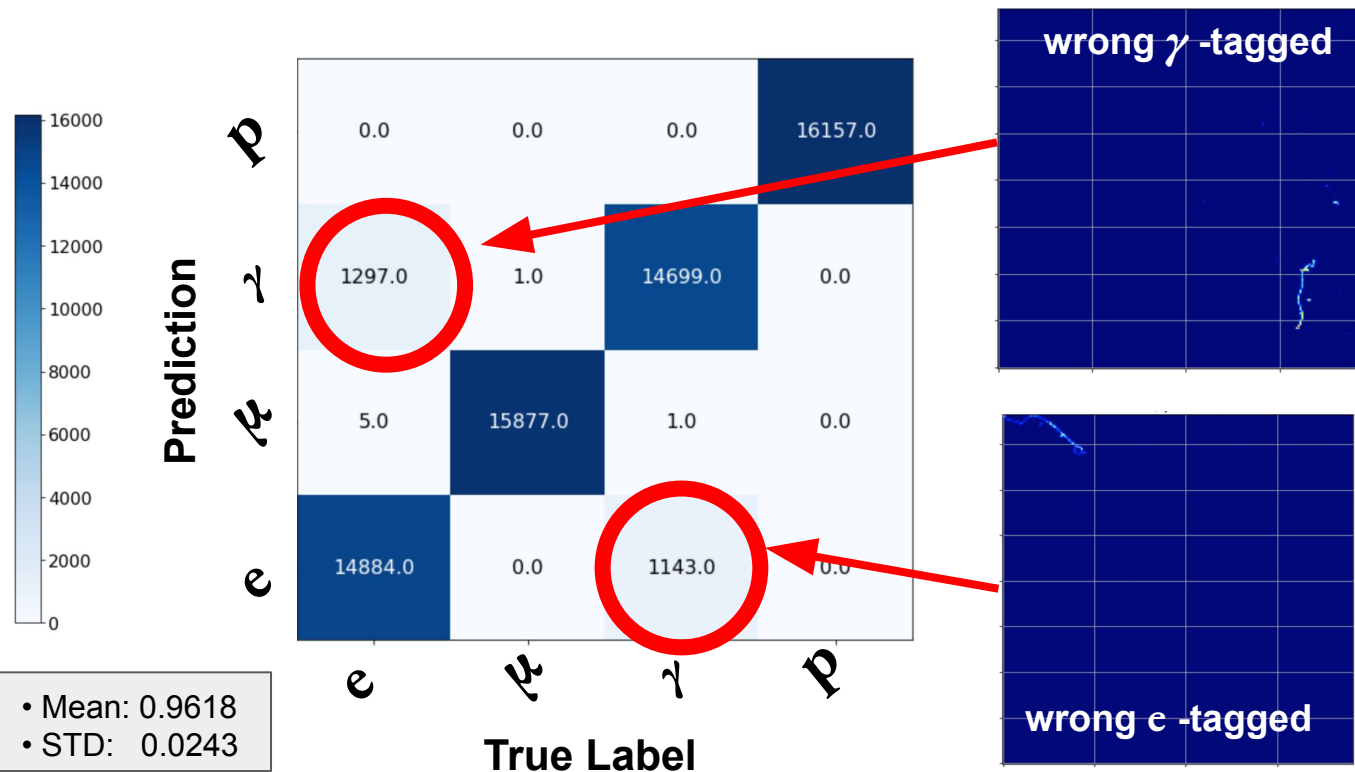 wrong γ -tagged
16000
14000
12000
10000
8000
6000
4000
2000
0
Prediction
p
γ
μ
e
0.0 0.0 0.0 16157.0
1297.0 1.0 14699.0 0.0
5.0 15877.0 1.0 0.0
14884.0 0.0 1143.0 0.0
e μ γ p
True Label
• Mean: 0.9618
• STD: 0.0243
wrong e -tagged